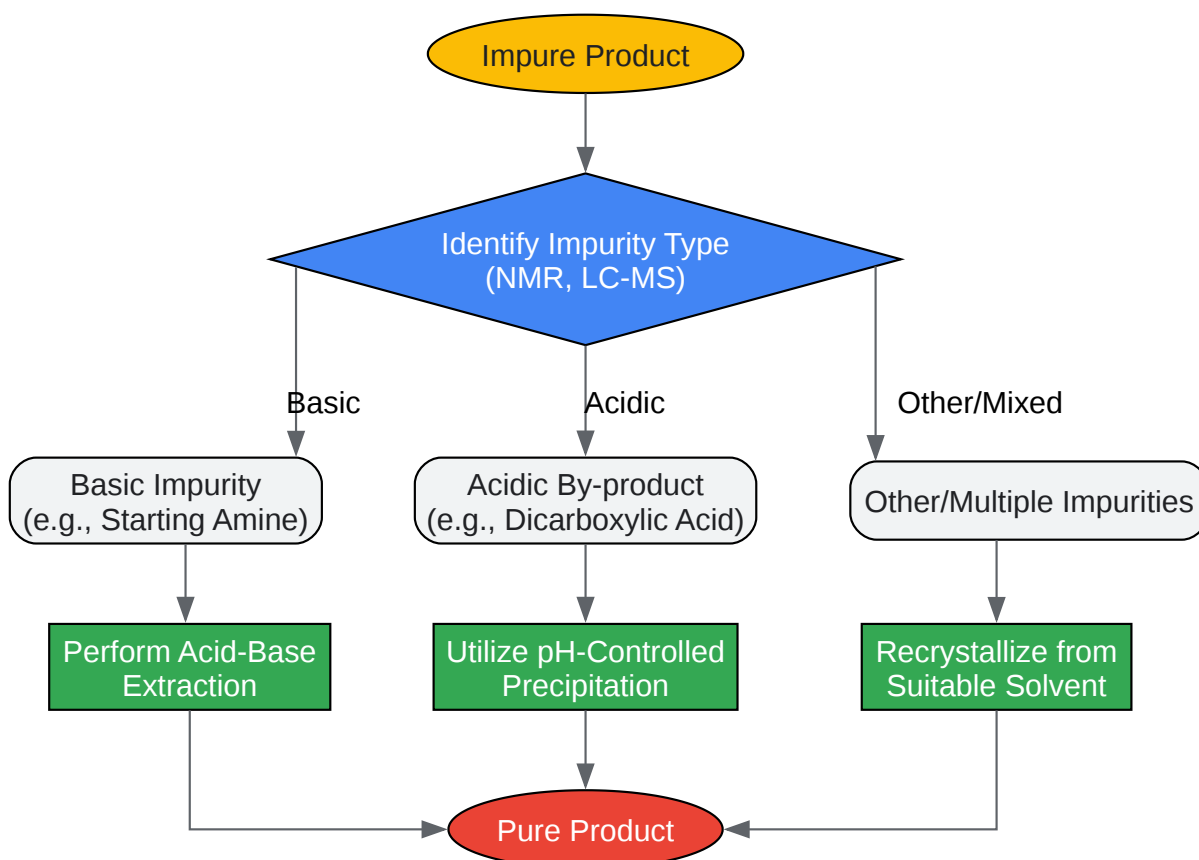 Impure Product
Identify Impurity Type
(NMR, LC-MS)
Basic
Acidic
Other/Mixed
Basic Impurity
(e.g., Starting Amine)
Acidic By-product
(e.g., Dicarboxylic Acid)
Other/Multiple Impurities
Perform Acid-Base
Extraction
Utilize pH-Controlled
Precipitation
Recrystallize from
Suitable Solvent
Pure Product